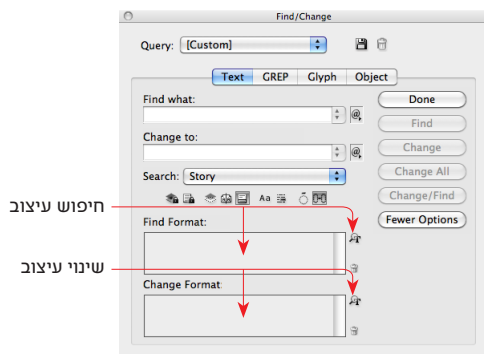 Find/Change
Query: [Custom]
Text GREP Glyph Object
Find what:
Done
Find
Change to:
Change
Search: Story
Change All
Aa
Change/Find
חיפוש עיצוב
Find Format:
Fewer Options
שינוי עיצוב
Change Format: